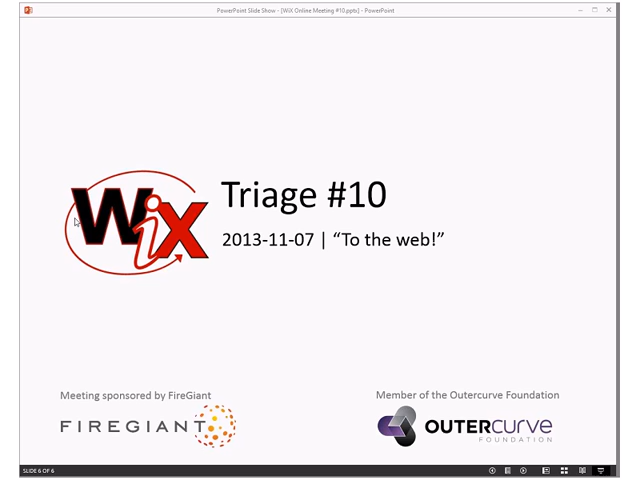 PowerPoint Slide Show - [WiX Online Meeting #10.pptx] - PowerPoint
WiX
Triage #10
2013-11-07 | “To the web!”
Meeting sponsored by FireGiant
FIREGIANT
Member of the Outercurve Foundation
OUTERCURVE
FOUNDATION
SLIDE 6 OF 6